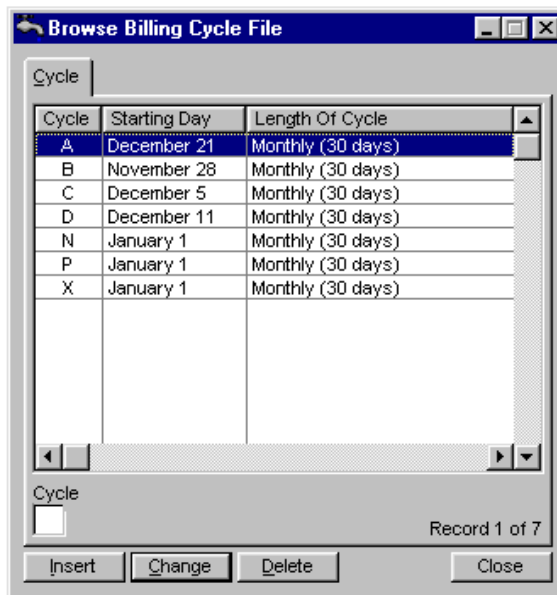 Browse Billing Cycle File
Cycle
Cycle Starting Day Length Of Cycle
A December 21 Monthly (30 days)
B November 28 Monthly (30 days)
C December 5 Monthly (30 days)
D December 11 Monthly (30 days)
N January 1 Monthly (30 days)
P January 1 Monthly (30 days)
X January 1 Monthly (30 days)
Cycle
Record 1 of 7
Insert Change Delete Close